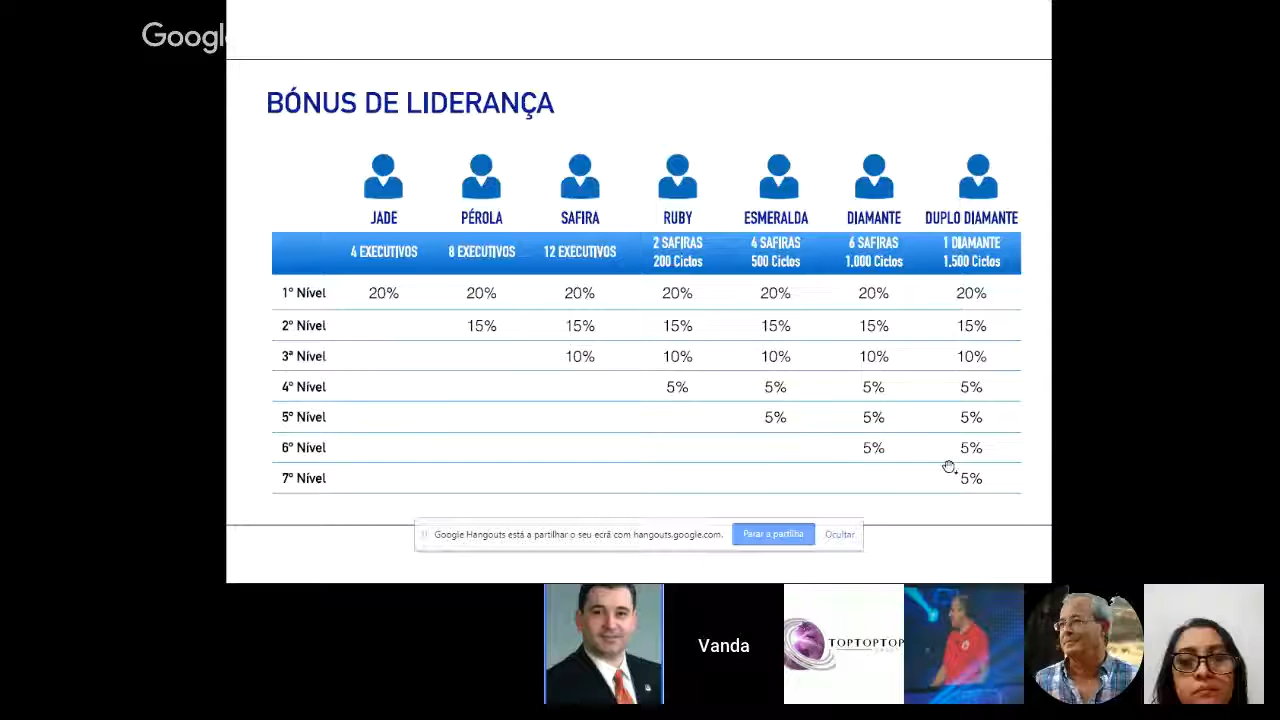 Google
BÓNUS DE LIDERANÇA
JADE PÉROLA SAFIRA RUBY ESMERALDA DIAMANTE DUPLO DIAMANTE
4 EXECUTIVOS 8 EXECUTIVOS 12 EXECUTIVOS 2 SAFIRAS 200 Ciclos 4 SAFIRAS 500 Ciclos 6 SAFIRAS 1.000 Ciclos 1 DIAMANTE 1.500 Ciclos
1º Nível 20% 20% 20% 20% 20% 20% 20%
2º Nível 15% 15% 15% 15% 15% 15%
3ª Nível 10% 10% 10% 10% 10%
4º Nível 5% 5% 5% 5%
5º Nível 5% 5% 5%
6º Nível 5% 5%
7º Nível 5%
Google Hangouts está a partilhar o seu ecrã com hangouts.google.com. Parar a partilha Ocultar
Vanda
TOPTOPTOP